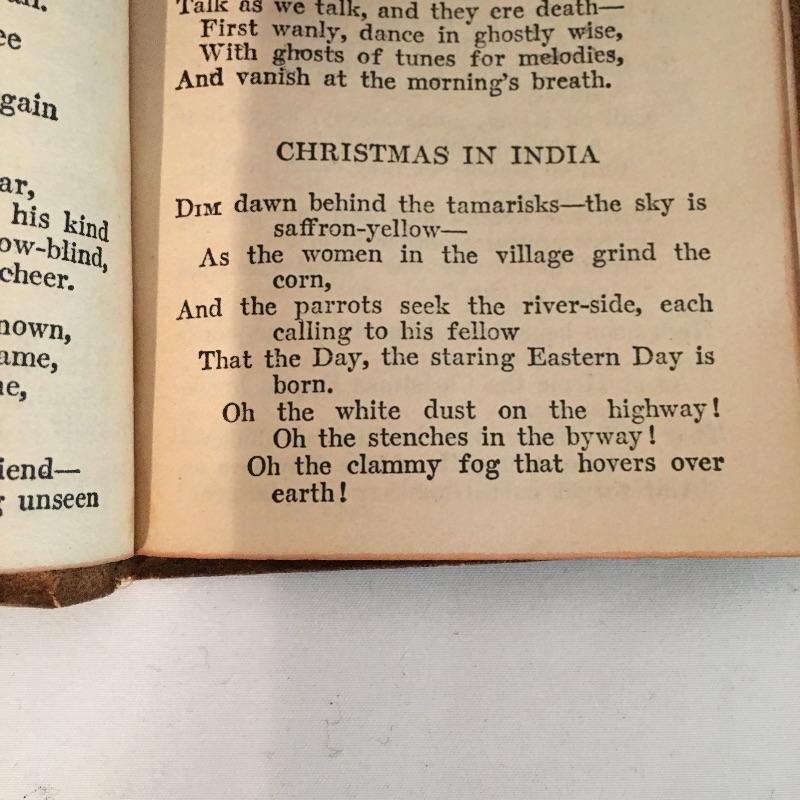 ee
gain
ar,
his kind
ow-blind,
cheer.
nown,
ame,
ne,
iend—
unseen
Talk as we talk, and they ere death—
First wanly, dance in ghostly wise,
With ghosts of tunes for melodies,
And vanish at the morning's breath.
CHRISTMAS IN INDIA
DIM dawn behind the tamarisks—the sky is
saffron-yellow—
As the women in the village grind the
corn,
And the parrots seek the river-side, each
calling to his fellow
That the Day, the staring Eastern Day is
born.
Oh the white dust on the highway!
Oh the stenches in the byway!
Oh the clammy fog that hovers over
earth!